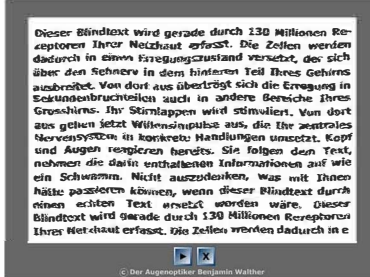 Dieser Blindtext wird gerade durch 130 Millionen Re-
zeptoren Ihrer Netzhaut erfasst. Die Zellen werden
dadurch in einen Erregungszustand versetzt, der sich
über den Sehnerv in dem hinteren Teil Ihres Gehirns
ausbreitet. Von dort aus überträgt sich die Erregung in
Sekundenbruchteilen auch in andere Bereiche Ihres
Grosshirns. Ihr Stirnlappen wird stimuliert. Von dort
aus gehen jetzt Willensimpulse aus, die Ihr zentrales
Nervensystem in konkrete Handlungen umsetzt. Kopf
und Augen reagieren bereits. Sie folgen dem Text,
nehmen die darin enthaltenen Informationen auf wie
ein Schwamm. Nicht auszudenken, was mit Ihnen
hätte passieren können, wenn dieser Blindtext durch
einen echten Text ersetzt worden wäre. Dieser
Blindtext wird gerade durch 130 Millionen Rezeptoren
Ihrer Netzhaut erfasst. Die Zellen werden dadurch in e
X
© Der Augenoptiker Benjamin Walther